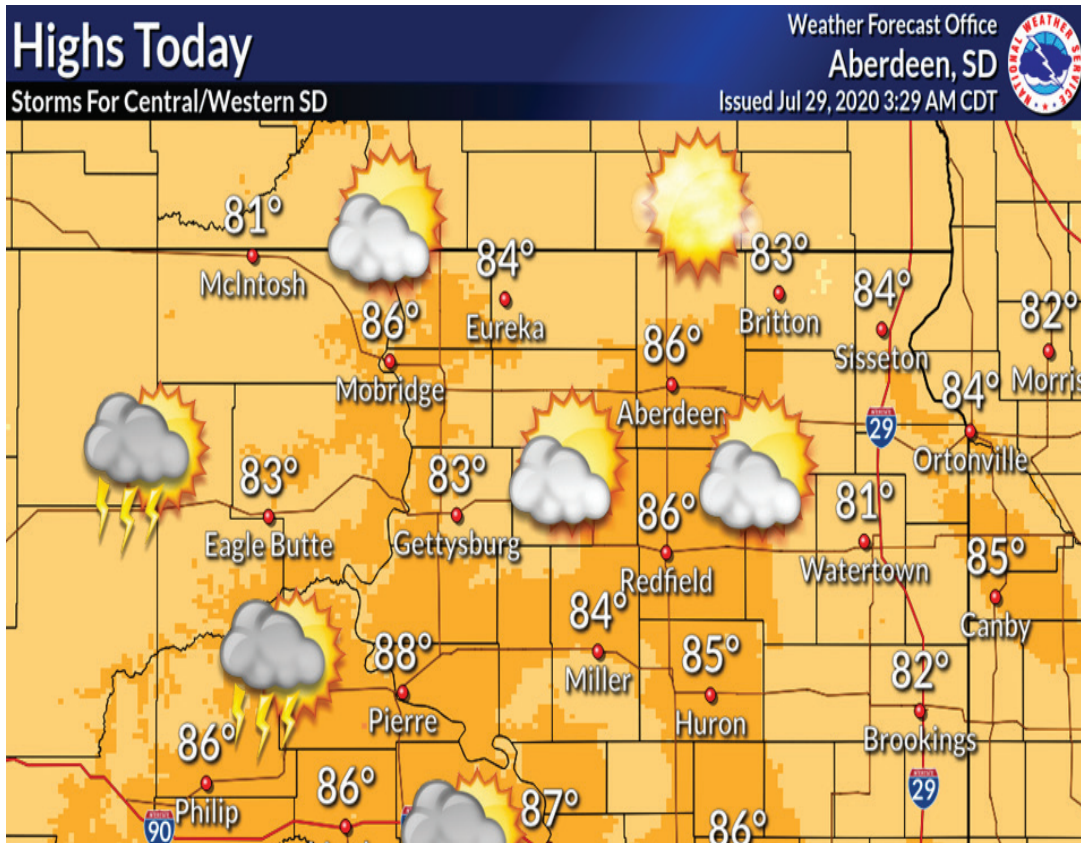 Highs Today
Weather Forecast Office
Aberdeen, SD
Storms For Central/Western SD
Issued Jul 29, 2020 3:29 AM CDT
NATIONAL WEATHER SERVICE
81°
McIntosh
84°
Eureka
83°
Britton
84°
Sisseton
82°
Morris
86°
Mobridge
86°
Aberdeen
84°
Ortonville
29
83°
Eagle Butte
83°
Gettysburg
86°
Redfield
81°
Watertown
85°
Canby
88°
Pierre
84°
Miller
85°
Huron
82°
Brookings
86°
Philip
86°
87°
86°
29
90